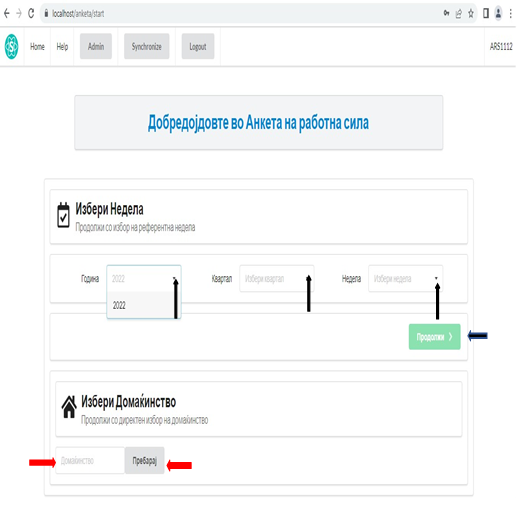 localhost/anketa/start
S Home Help Admin Synchronize Logout ARS1112
Добредојдовте во Анкета на работна сила
Избери Недела
Продолжи со избор на референтна недела
Година 2022 Квартал Избери квартал Недела Избери недела
2022
Продолжи
Избери Домаќинство
Продолжи со директен избор на домаќинство
Домаќинство Пребарај